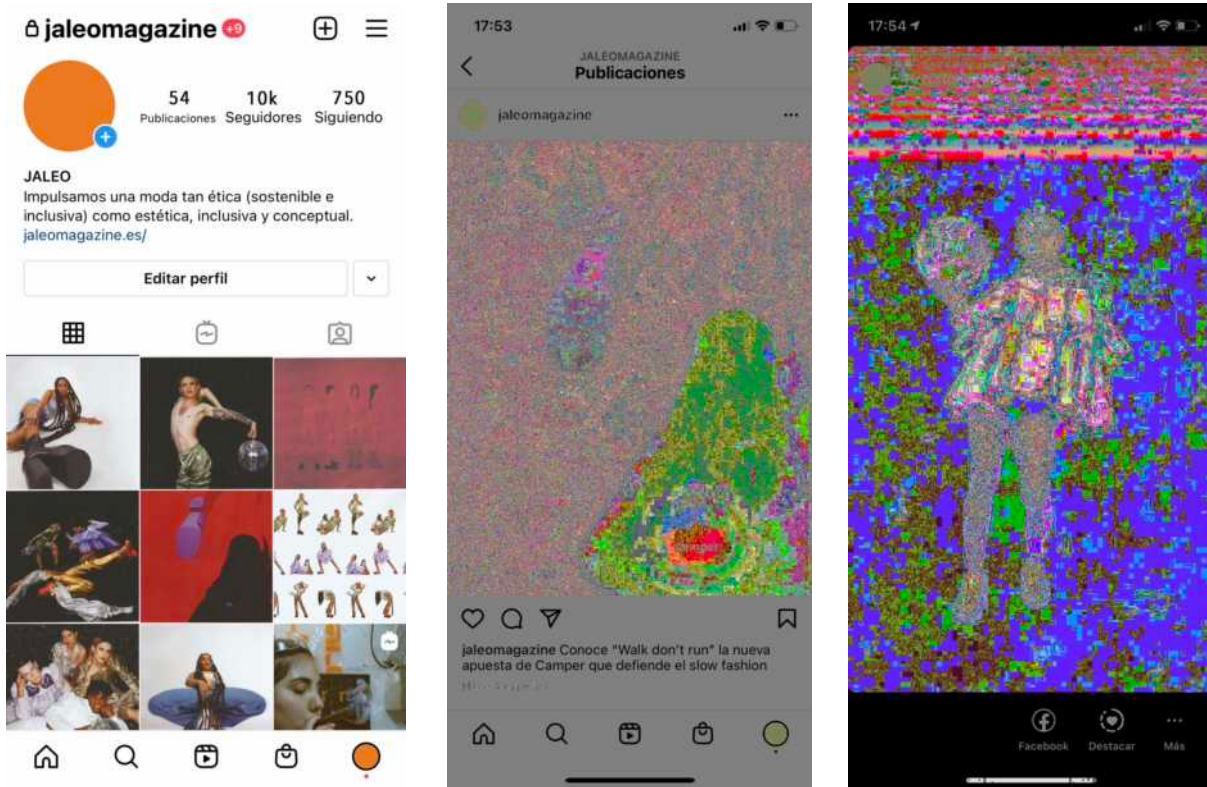 jaleomagazine +9
54 10k 750
Publicaciones Seguidores Siguiendo
JALEO
Impulsamos una moda tan ética (sostenible e
inclusiva) como estética, inclusiva y conceptual.
jaleomagazine.es/
Editar perfil
17:53
JALEOMAGAZINE
Publicaciones
jaleomagazine
Camper
jaleomagazine Conoce "Walk don't run" la nueva
apuesta de Camper que defiende el slow fashion
17:54
Facebook Destacar Más